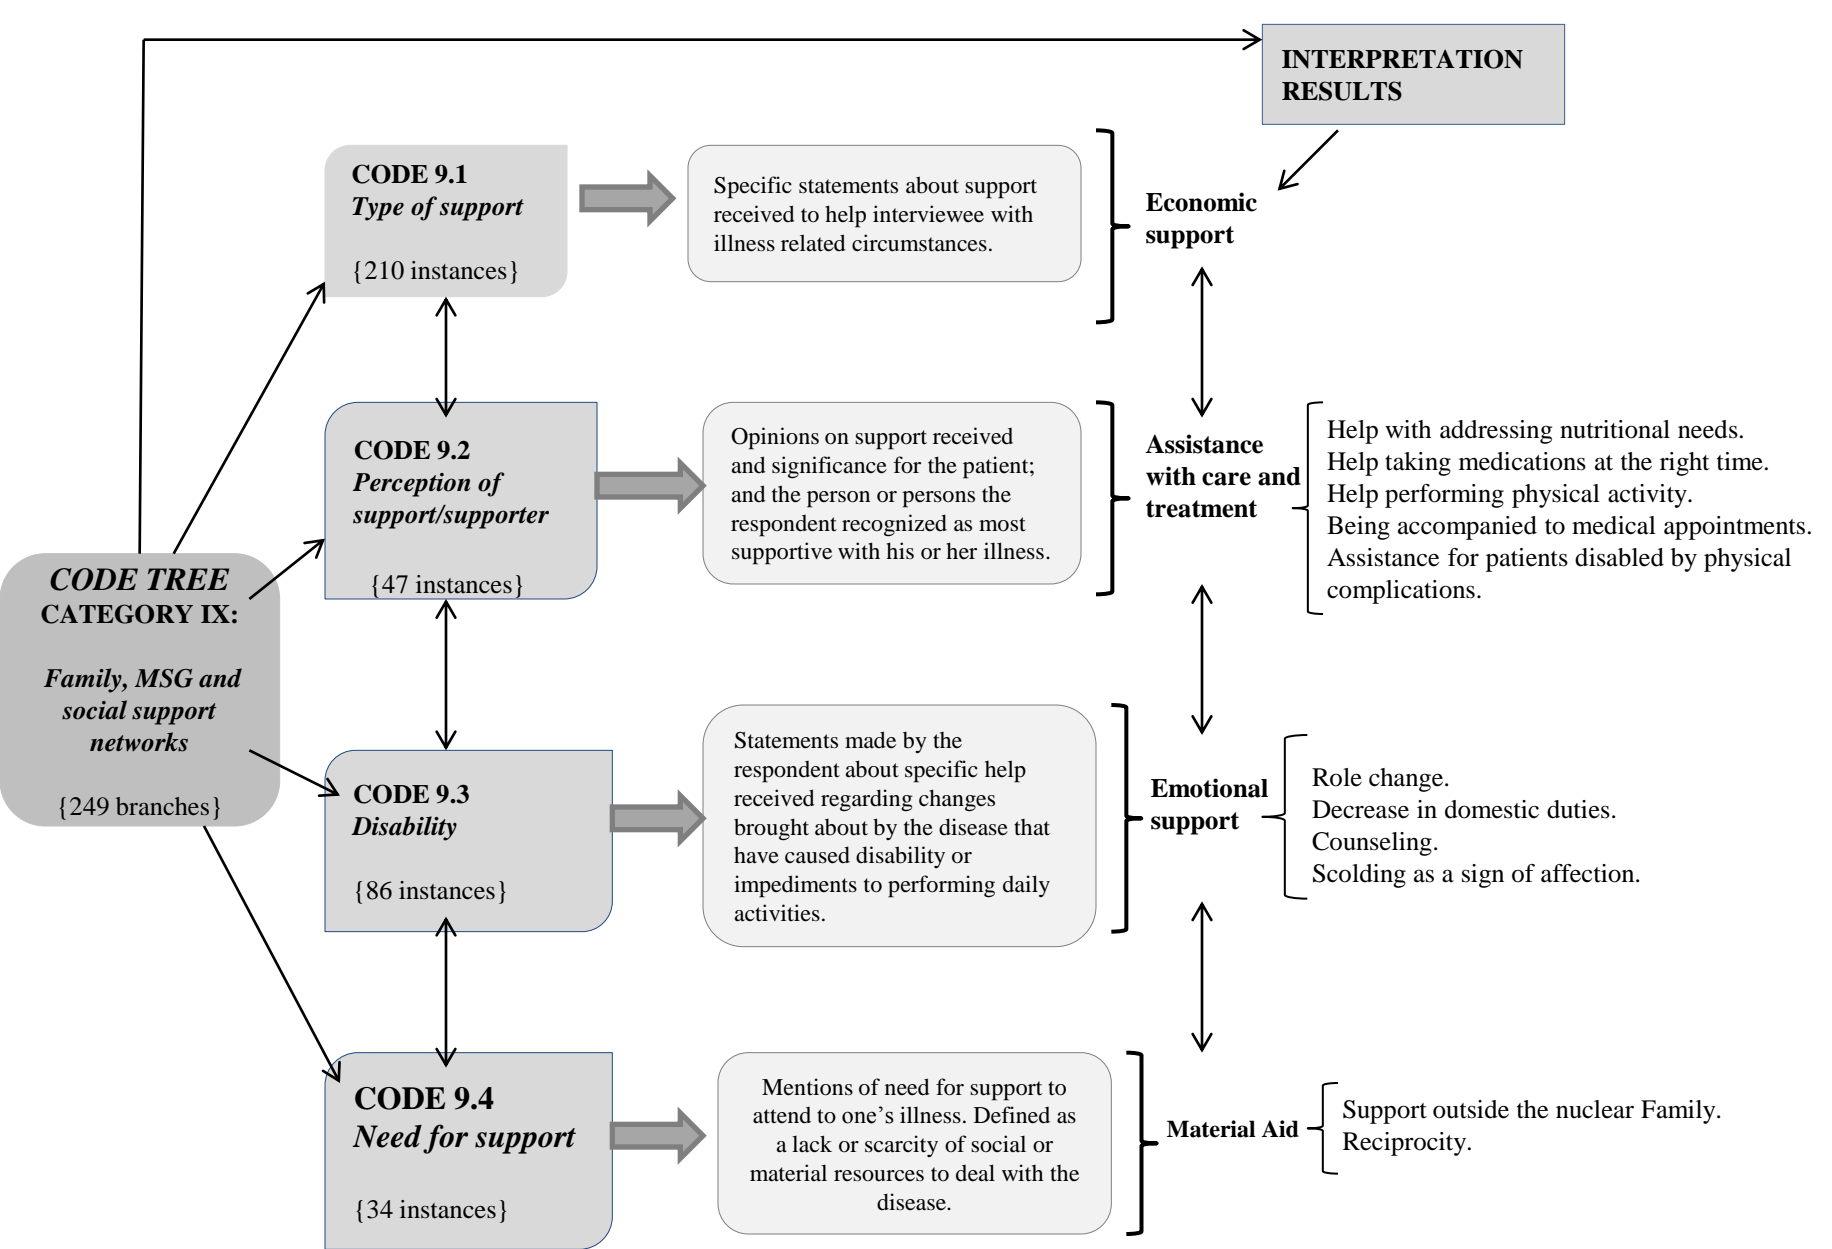 INTERPRETATION
RESULTS
CODE TREE
CATEGORY IX:
Family, MSG and
social support
networks
{249 branches}
CODE 9.1
Type of support
{210 instances}
Specific statements about support
received to help interviewee with
illness related circumstances.
Economic
support
CODE 9.2
Perception of
support/supporter
{47 instances}
Opinions on support received
and significance for the patient;
and the person or persons the
respondent recognized as most
supportive with his or her illness.
Assistance
with care and
treatment
Help with addressing nutritional needs.
Help taking medications at the right time.
Help performing physical activity.
Being accompanied to medical appointments.
Assistance for patients disabled by physical
complications.
CODE 9.3
Disability
{86 instances}
Statements made by the
respondent about specific help
received regarding changes
brought about by the disease that
have caused disability or
impediments to performing daily
activities.
Emotional
support
Role change.
Decrease in domestic duties.
Counseling.
Scolding as a sign of affection.
CODE 9.4
Need for support
{34 instances}
Mentions of need for support to
attend to one’s illness. Defined as
a lack or scarcity of social or
material resources to deal with the
disease.
Material Aid
Support outside the nuclear Family.
Reciprocity.